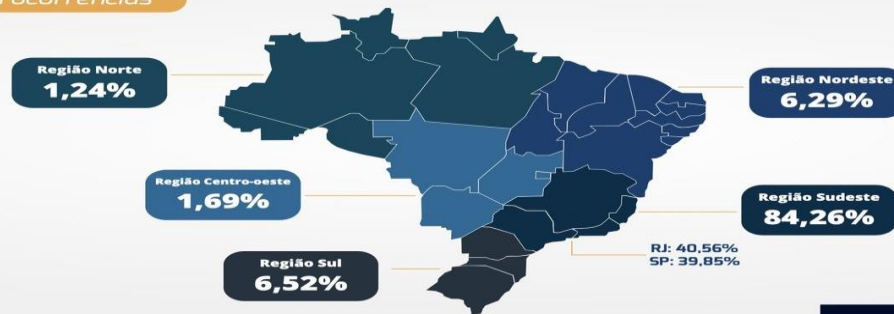 ocorrências
Região Norte
1,24%
Região Nordeste
6,29%
Região Centro-oeste
1,69%
Região Sudeste
84,26%
RJ: 40,56%
SP: 39,85%
Região Sul
6,52%